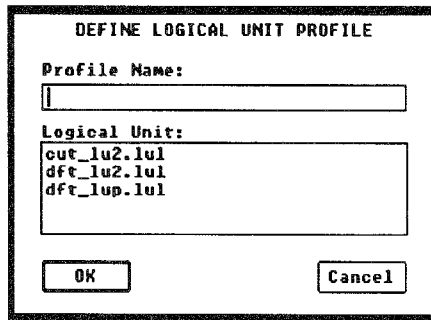 DEFINE LOGICAL UNIT PROFILE
Profile Name:
Logical Unit:
cut_lu2.lul
dft_lu2.lul
dft_lup.lul
OK
Cancel